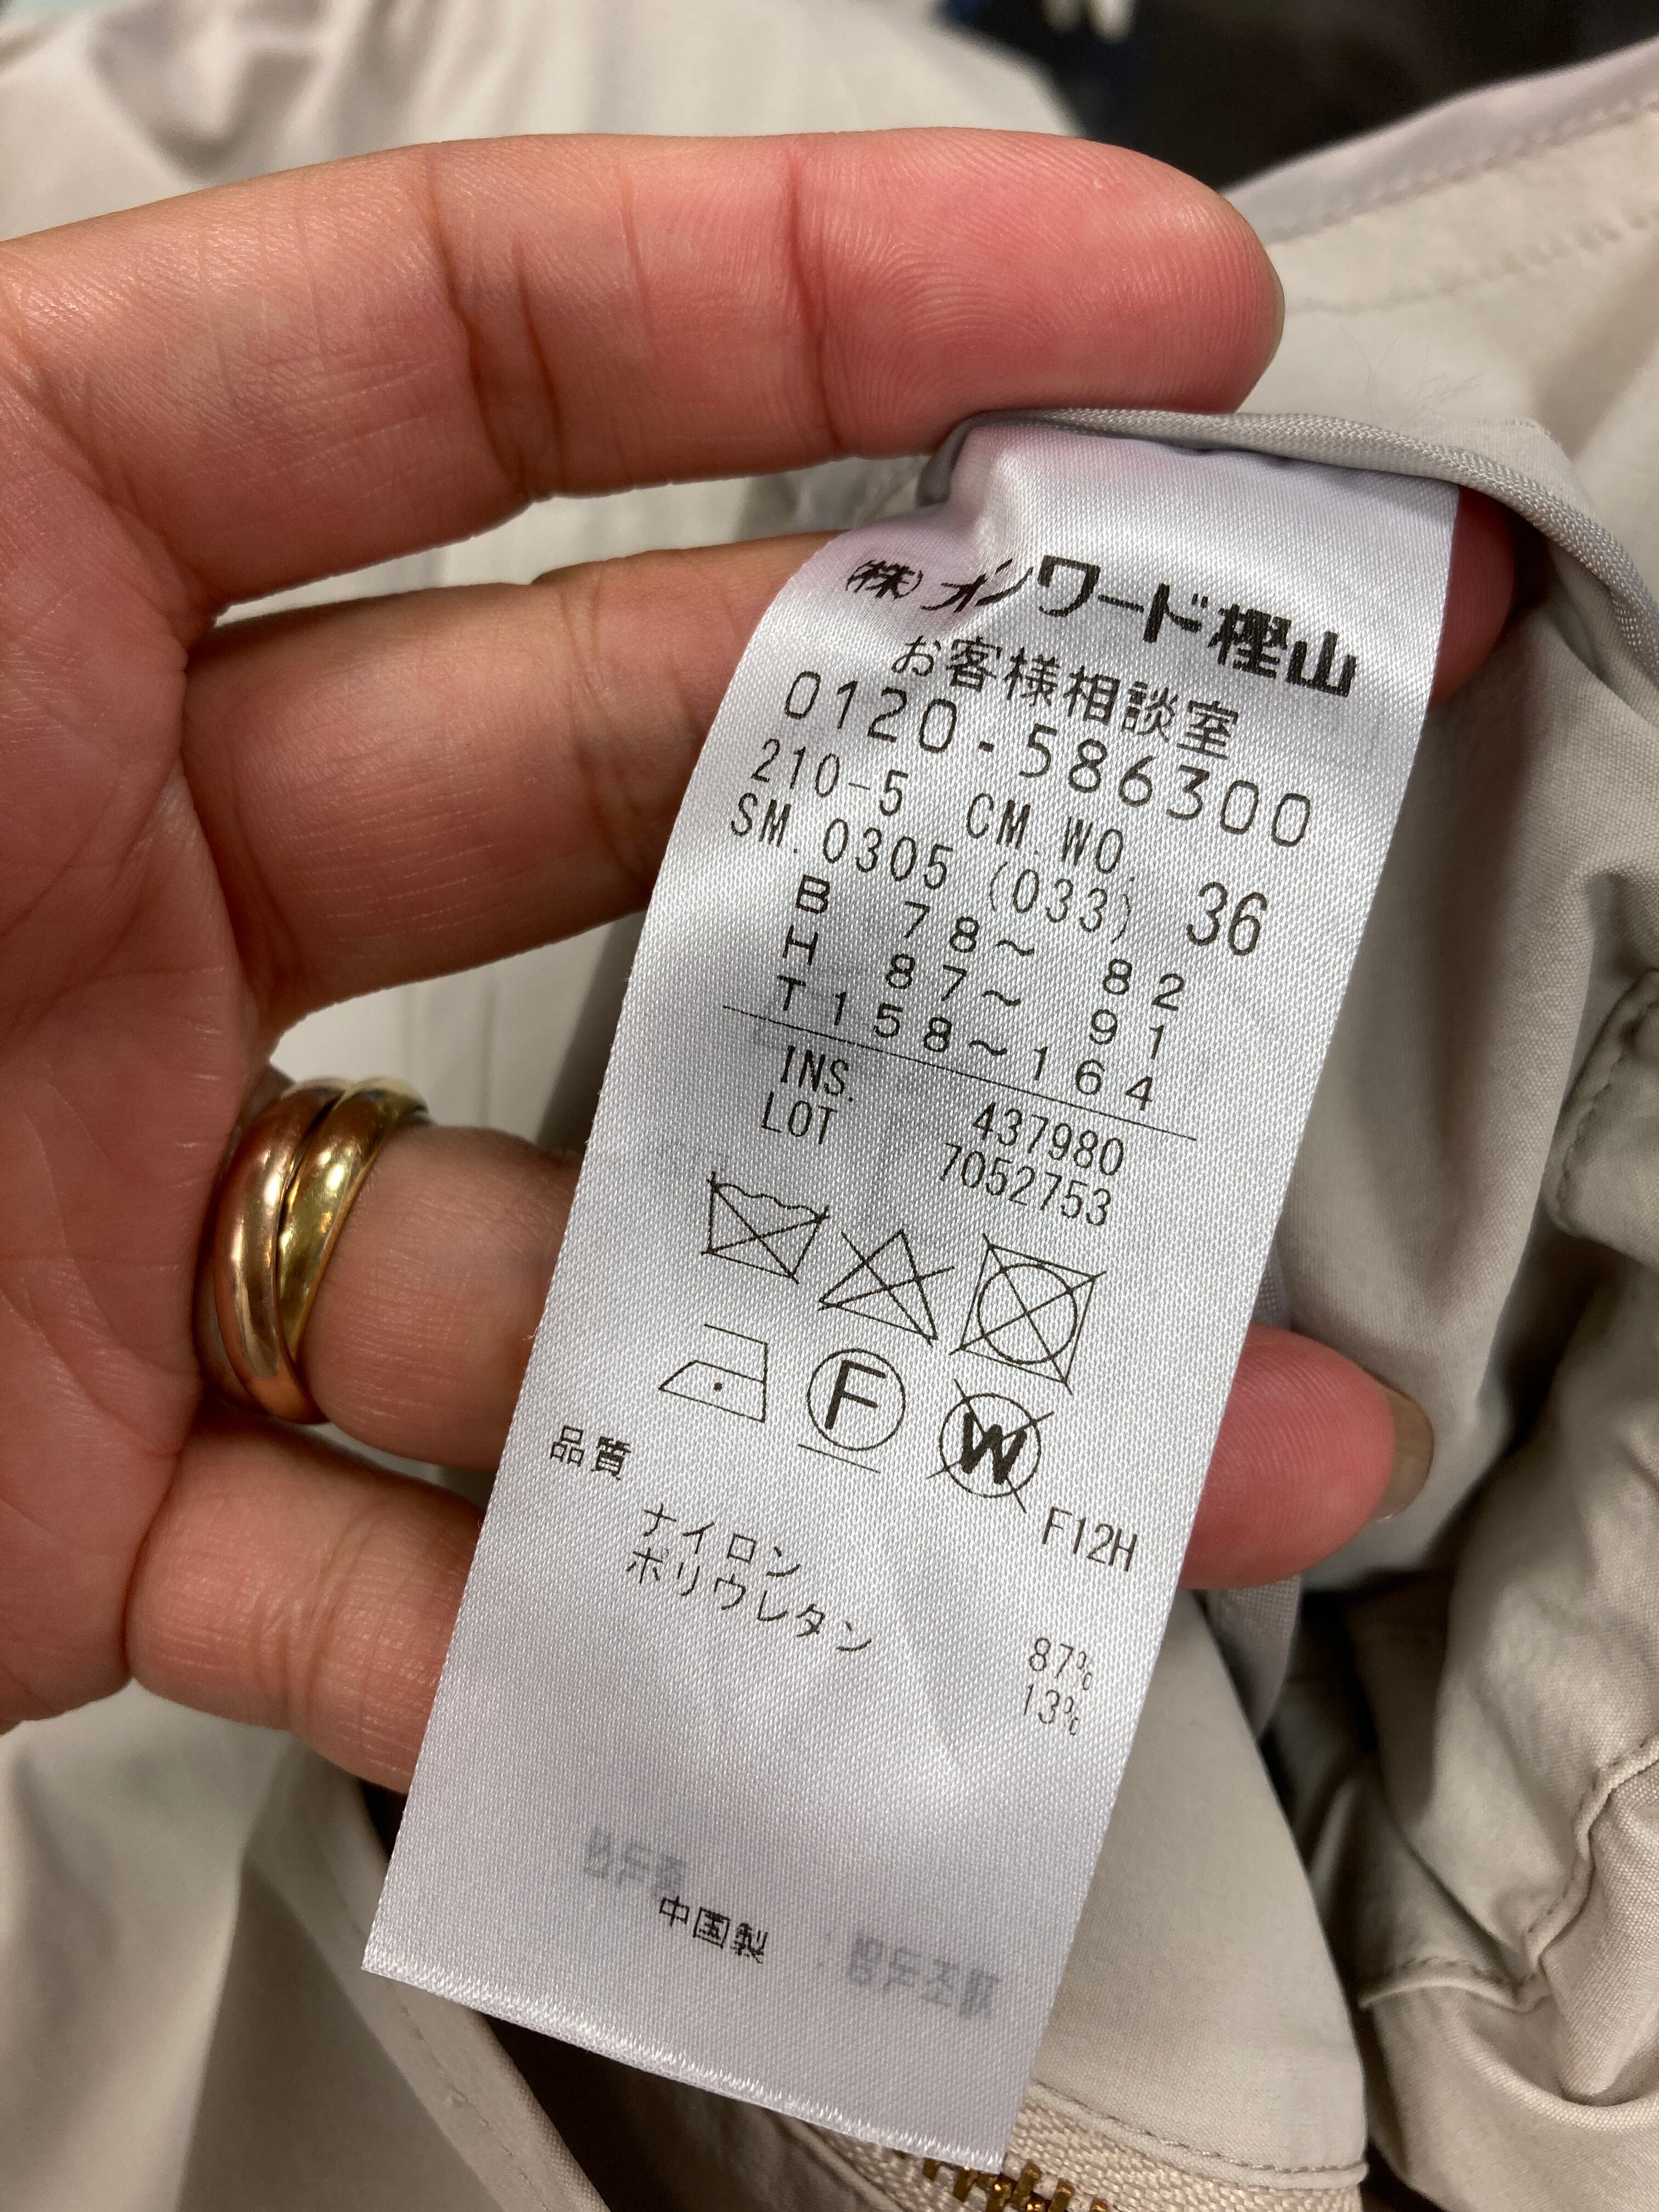 ㈱オンワード樫山
お客様相談室
0120-586300
210-5 CM.WO.
SM.0305 (033) 36
B 78～ 82
H 87～ 91
T158～164
INS. 437980
LOT 7052753
F
W
F12H
品質
ナイロン 87%
ポリウレタン 13%
中国製